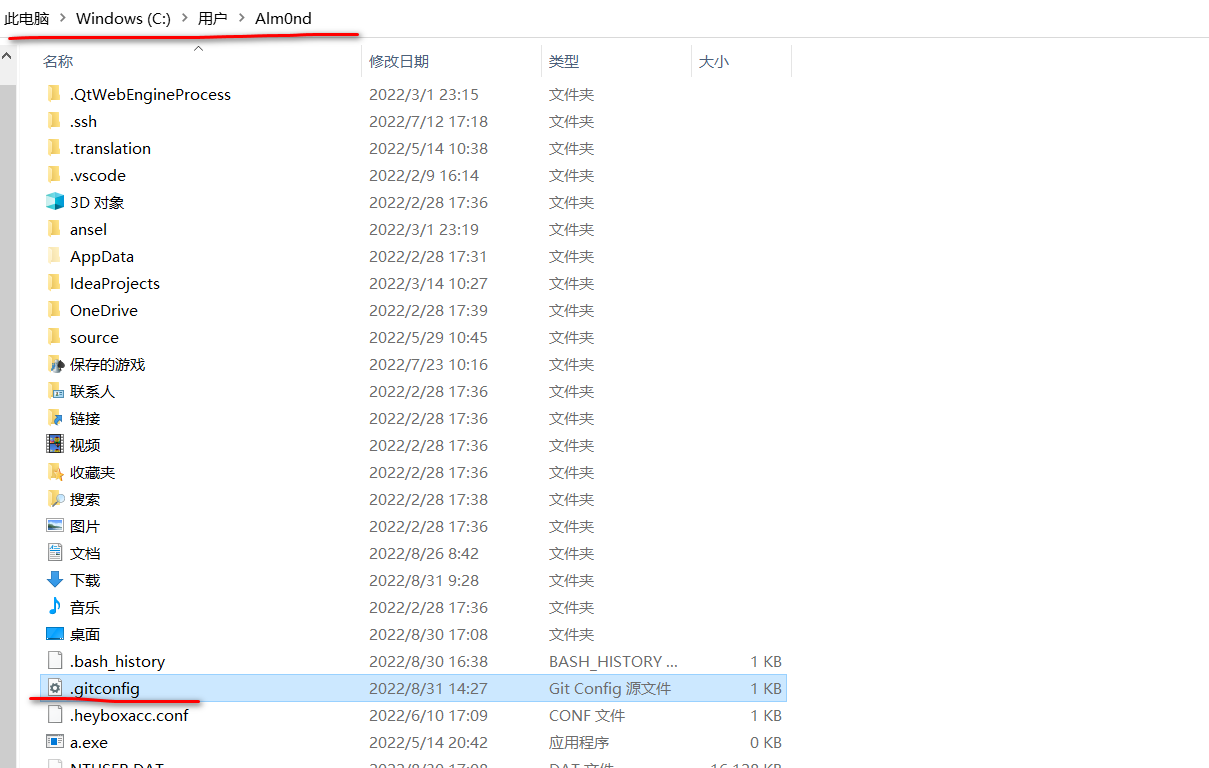 此电脑 > Windows (C:) > 用户 > Alm0nd
名称 修改日期 类型 大小
.QtWebEngineProcess 2022/3/1 23:15 文件夹
.ssh 2022/7/12 17:18 文件夹
.translation 2022/5/14 10:38 文件夹
.vscode 2022/2/9 16:14 文件夹
3D 对象 2022/2/28 17:36 文件夹
ansel 2022/3/1 23:19 文件夹
AppData 2022/2/28 17:31 文件夹
IdeaProjects 2022/3/14 10:27 文件夹
OneDrive 2022/2/28 17:39 文件夹
source 2022/5/29 10:45 文件夹
保存的游戏 2022/7/23 10:16 文件夹
联系人 2022/2/28 17:36 文件夹
链接 2022/2/28 17:36 文件夹
视频 2022/2/28 17:36 文件夹
收藏夹 2022/2/28 17:36 文件夹
搜索 2022/2/28 17:38 文件夹
图片 2022/2/28 17:36 文件夹
文档 2022/8/26 8:42 文件夹
下载 2022/8/31 9:28 文件夹
音乐 2022/2/28 17:36 文件夹
桌面 2022/8/30 17:08 文件夹
.bash_history 2022/8/30 16:38 BASH_HISTORY ... 1 KB
.gitconfig 2022/8/31 14:27 Git Config 源文件 1 KB
.heyboxacc.conf 2022/6/10 17:09 CONF 文件 1 KB
a.exe 2022/5/14 20:42 应用程序 0 KB
NTUSER.DAT DAT 文件